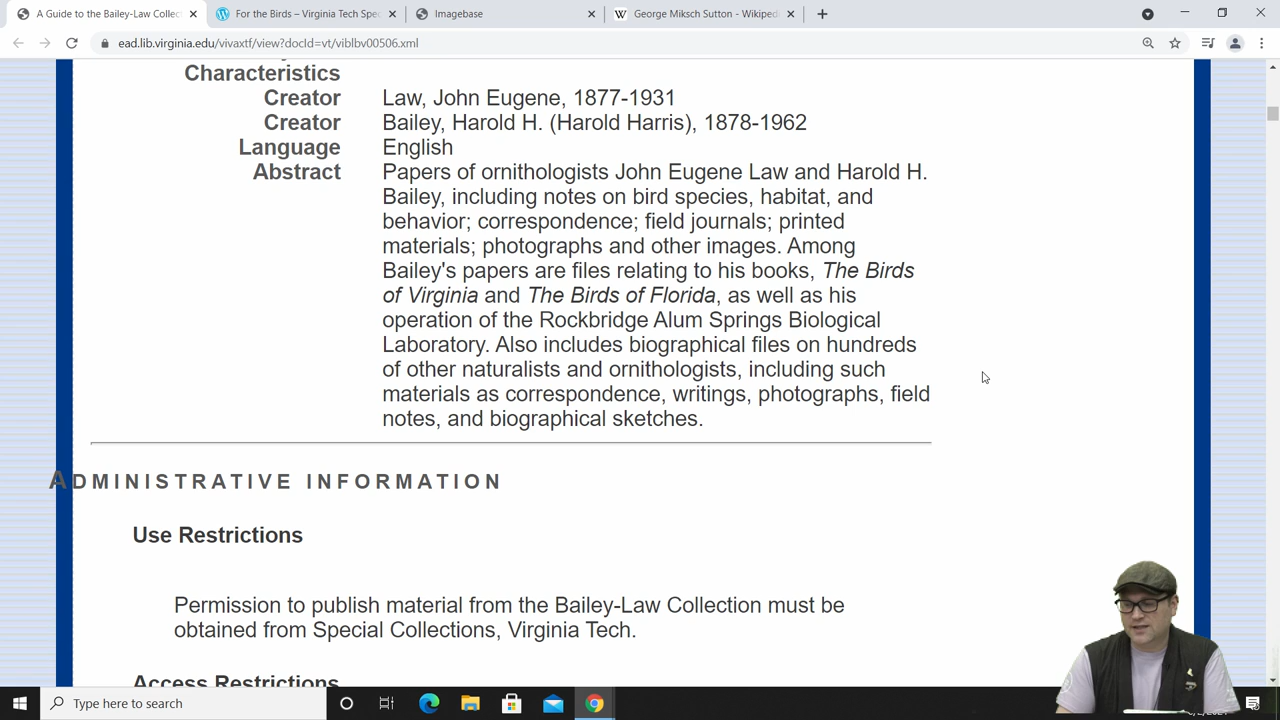 A Guide to the Bailey-Law Collec
For the Birds – Virginia Tech Spec
Imagebase
George Miksch Sutton - Wikipedi
ead.lib.virginia.edu/vivaxtf/view?docId=vt/viblbv00506.xml
Characteristics
Creator Law, John Eugene, 1877-1931
Creator Bailey, Harold H. (Harold Harris), 1878-1962
Language English
Abstract Papers of ornithologists John Eugene Law and Harold H.
Bailey, including notes on bird species, habitat, and
behavior; correspondence; field journals; printed
materials; photographs and other images. Among
Bailey's papers are files relating to his books, The Birds
of Virginia and The Birds of Florida, as well as his
operation of the Rockbridge Alum Springs Biological
Laboratory. Also includes biographical files on hundreds
of other naturalists and ornithologists, including such
materials as correspondence, writings, photographs, field
notes, and biographical sketches.
ADMINISTRATIVE INFORMATION
Use Restrictions
Permission to publish material from the Bailey-Law Collection must be
obtained from Special Collections, Virginia Tech.
Access Restrictions
Type here to search